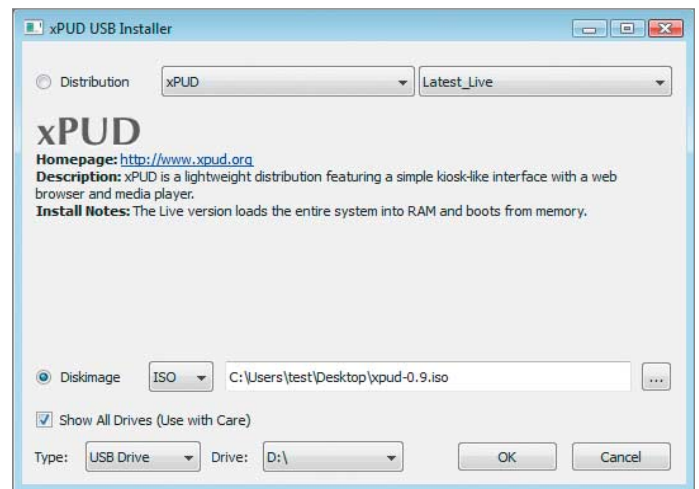 xPUD USB Installer
Distribution xPUD Latest_Live
xPUD
Homepage: http://www.xpud.org
Description: xPUD is a lightweight distribution featuring a simple kiosk-like interface with a web
browser and media player.
Install Notes: The Live version loads the entire system into RAM and boots from memory.
Diskimage ISO C:\Users\test\Desktop\xpud-0.9.iso ...
Show All Drives (Use with Care)
Type: USB Drive Drive: D:\ OK Cancel